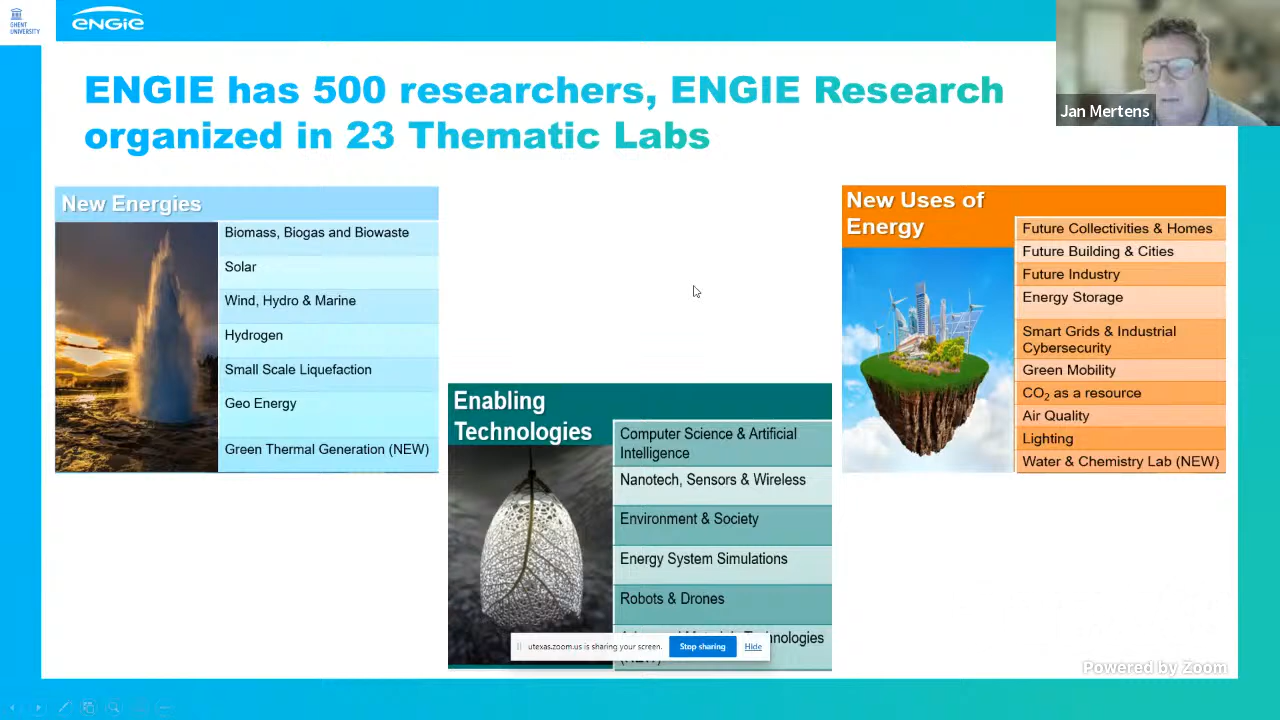 GHENT
UNIVERSITY
ENGIE
ENGIE has 500 researchers, ENGIE Research
organized in 23 Thematic Labs
Jan Mertens
New Energies
Biomass, Biogas and Biowaste
Solar
Wind, Hydro & Marine
Hydrogen
Small Scale Liquefaction
Geo Energy
Green Thermal Generation (NEW)
Enabling
Technologies
Computer Science & Artificial
Intelligence
Nanotech, Sensors & Wireless
Environment & Society
Energy System Simulations
Robots & Drones
New Uses of
Energy
Future Collectivities & Homes
Future Building & Cities
Future Industry
Energy Storage
Smart Grids & Industrial
Cybersecurity
Green Mobility
CO₂ as a resource
Air Quality
Lighting
Water & Chemistry Lab (NEW)
utexas.zoom.us is sharing your screen.
Stop sharing
Hide
Powered by Zoom